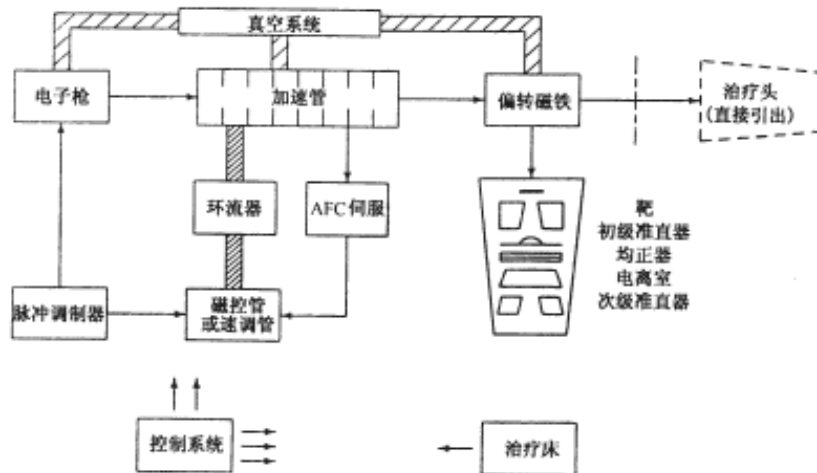 真空系统
电子枪
加速管
偏转磁铁
治疗头
(直接引出)
环流器
AFC 伺服
靶
初级准直器
均正器
电离室
次级准直器
脉冲调制器
磁控管
或速调管
控制系统
治疗床